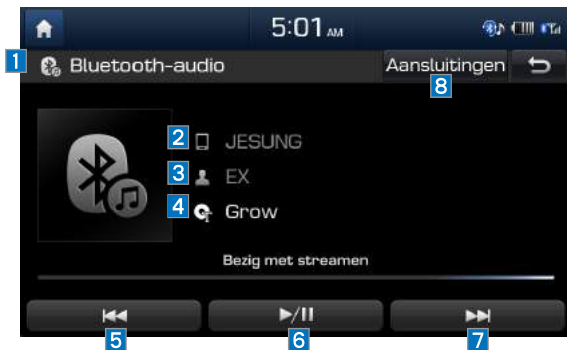 5:01 AM
1 Bluetooth-audio Aansluitingen
8
2 JESUNG
3 EX
4 Grow
Bezig met streamen
5 6 7